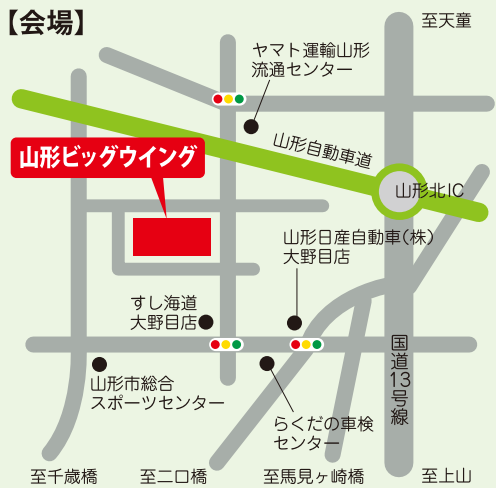 【会場】
至天童
ヤマト運輸山形
流通センター
山形自動車道
山形ビッグウイング
山形北IC
山形日産自動車(株)
大野目店
すし海道
大野目店
国道13号線
山形市総合
スポーツセンター
らくだの車検
センター
至千歳橋
至二口橋
至馬見ヶ崎橋
至上山